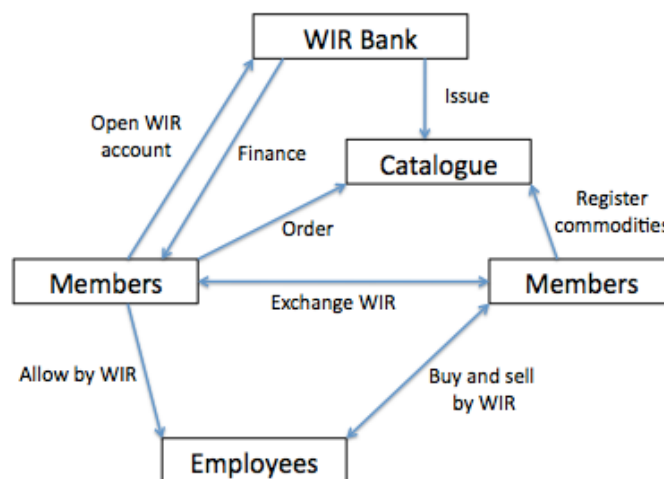 WIR Bank
Issue
Open WIR
account
Finance
Catalogue
Register
commodities
Order
Members
Members
Exchange WIR
Allow by WIR
Buy and sell
by WIR
Employees